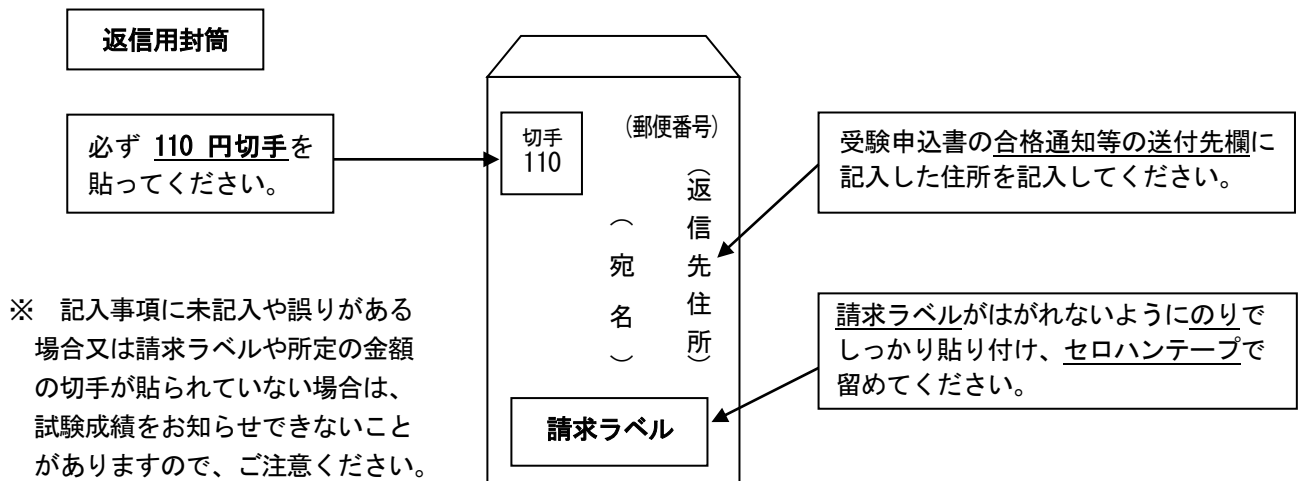 返信用封筒
必ず 110 円切手を
貼ってください。
切手
110
(郵便番号)
(返信先住所)
(宛名)
請求ラベル
受験申込書の合格通知等の送付先欄に
記入した住所を記入してください。
請求ラベルがはがれないようにのりで
しっかり貼り付け、セロハンテープで
留めてください。
※ 記入事項に未記入や誤りがある
場合又は請求ラベルや所定の金額
の切手が貼られていない場合は、
試験成績をお知らせできないこと
がありますので、ご注意ください。